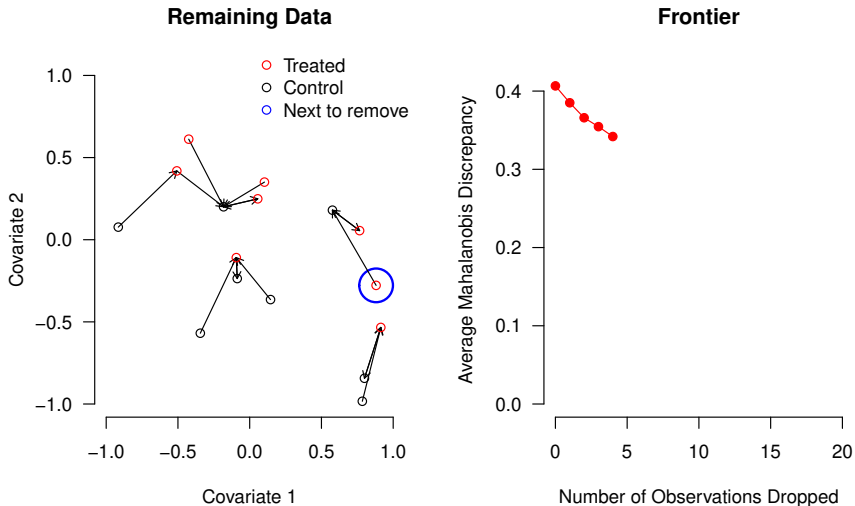 Remaining Data
Treated
Control
Next to remove
1.0
0.5
0.0
−0.5
−1.0
Covariate 2
−1.0 −0.5 0.0 0.5 1.0
Covariate 1
Frontier
0.4
0.3
0.2
0.1
0.0
Average Mahalanobis Discrepancy
0 5 10 15 20
Number of Observations Dropped